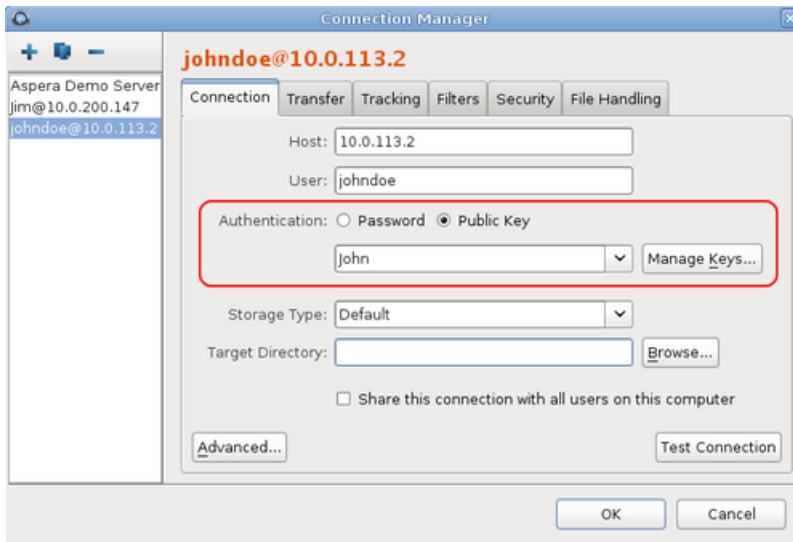 Connection Manager
Aspera Demo Server
Jim@10.0.200.147
johndoe@10.0.113.2
johndoe@10.0.113.2
Connection Transfer Tracking Filters Security File Handling
Host: 10.0.113.2
User: johndoe
Authentication: Password Public Key
John Manage Keys...
Storage Type: Default
Target Directory: Browse...
Share this connection with all users on this computer
Advanced... Test Connection
OK Cancel